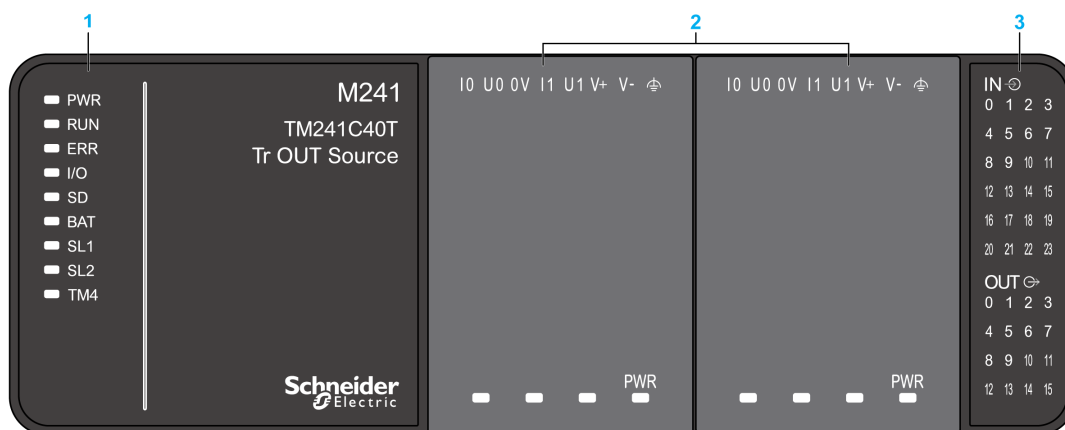 1
2
3
PWR
RUN
ERR
I/O
SD
BAT
SL1
SL2
TM4
M241
TM241C40T
Tr OUT Source
Schneider
Electric
I0 U0 0V I1 U1 V+ V-
PWR
I0 U0 0V I1 U1 V+ V-
PWR
IN
0 1 2 3
4 5 6 7
8 9 10 11
12 13 14 15
16 17 18 19
20 21 22 23
OUT
0 1 2 3
4 5 6 7
8 9 10 11
12 13 14 15